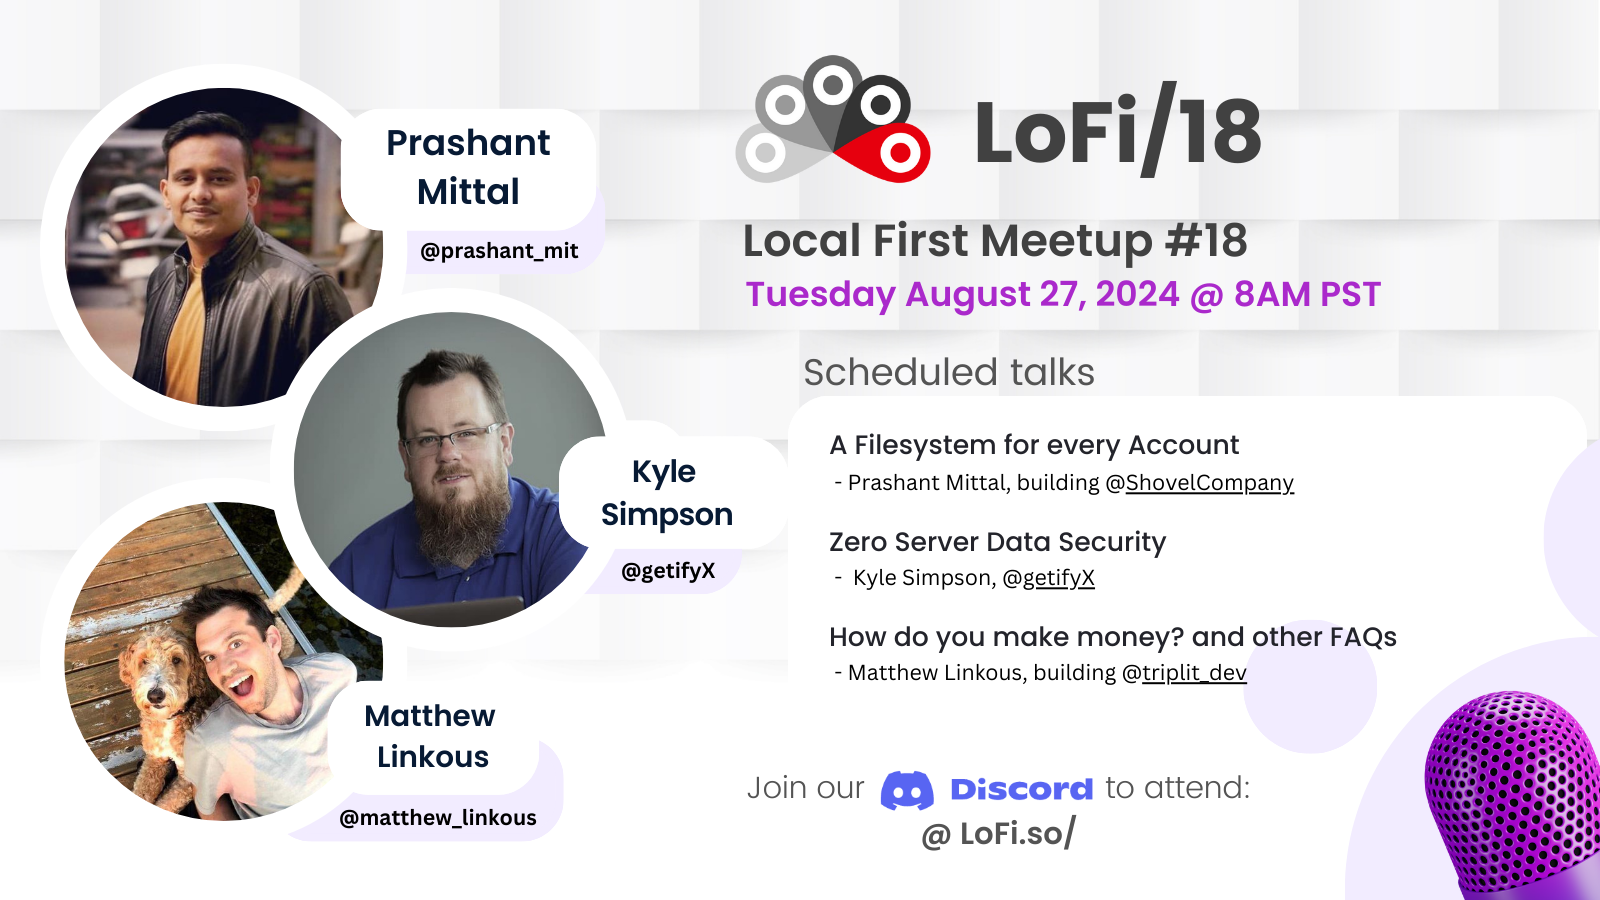 Prashant
Mittal
@prashant_mit
Kyle
Simpson
@getifyX
Matthew
Linkous
@matthew_linkous
LoFi/18
Local First Meetup #18
Tuesday August 27, 2024 @ 8AM PST
Scheduled talks
A Filesystem for every Account
- Prashant Mittal, building @ShovelCompany
Zero Server Data Security
- Kyle Simpson, @getifyX
How do you make money? and other FAQs
- Matthew Linkous, building @triplit_dev
Join our Discord to attend:
@ LoFi.so/